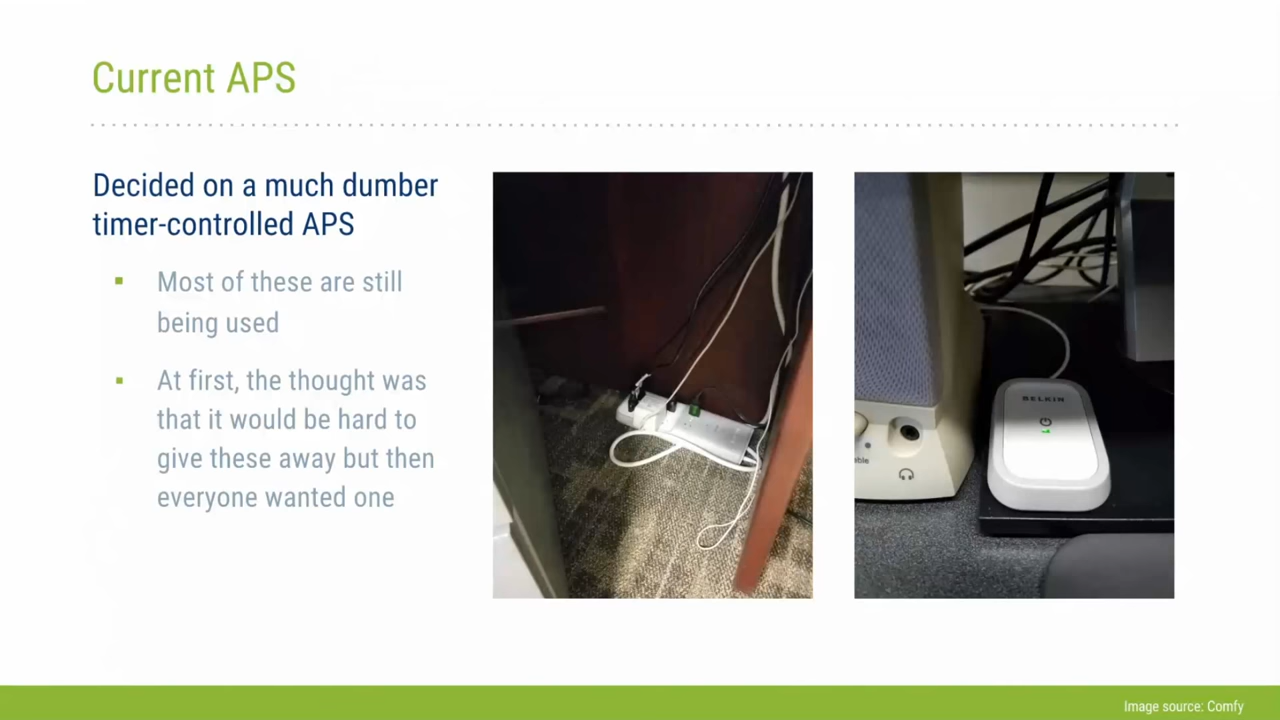 Current APS
Decided on a much dumber
timer-controlled APS
Most of these are still
being used
At first, the thought was
that it would be hard to
give these away but then
everyone wanted one
BELKIN
Image source: Comfy